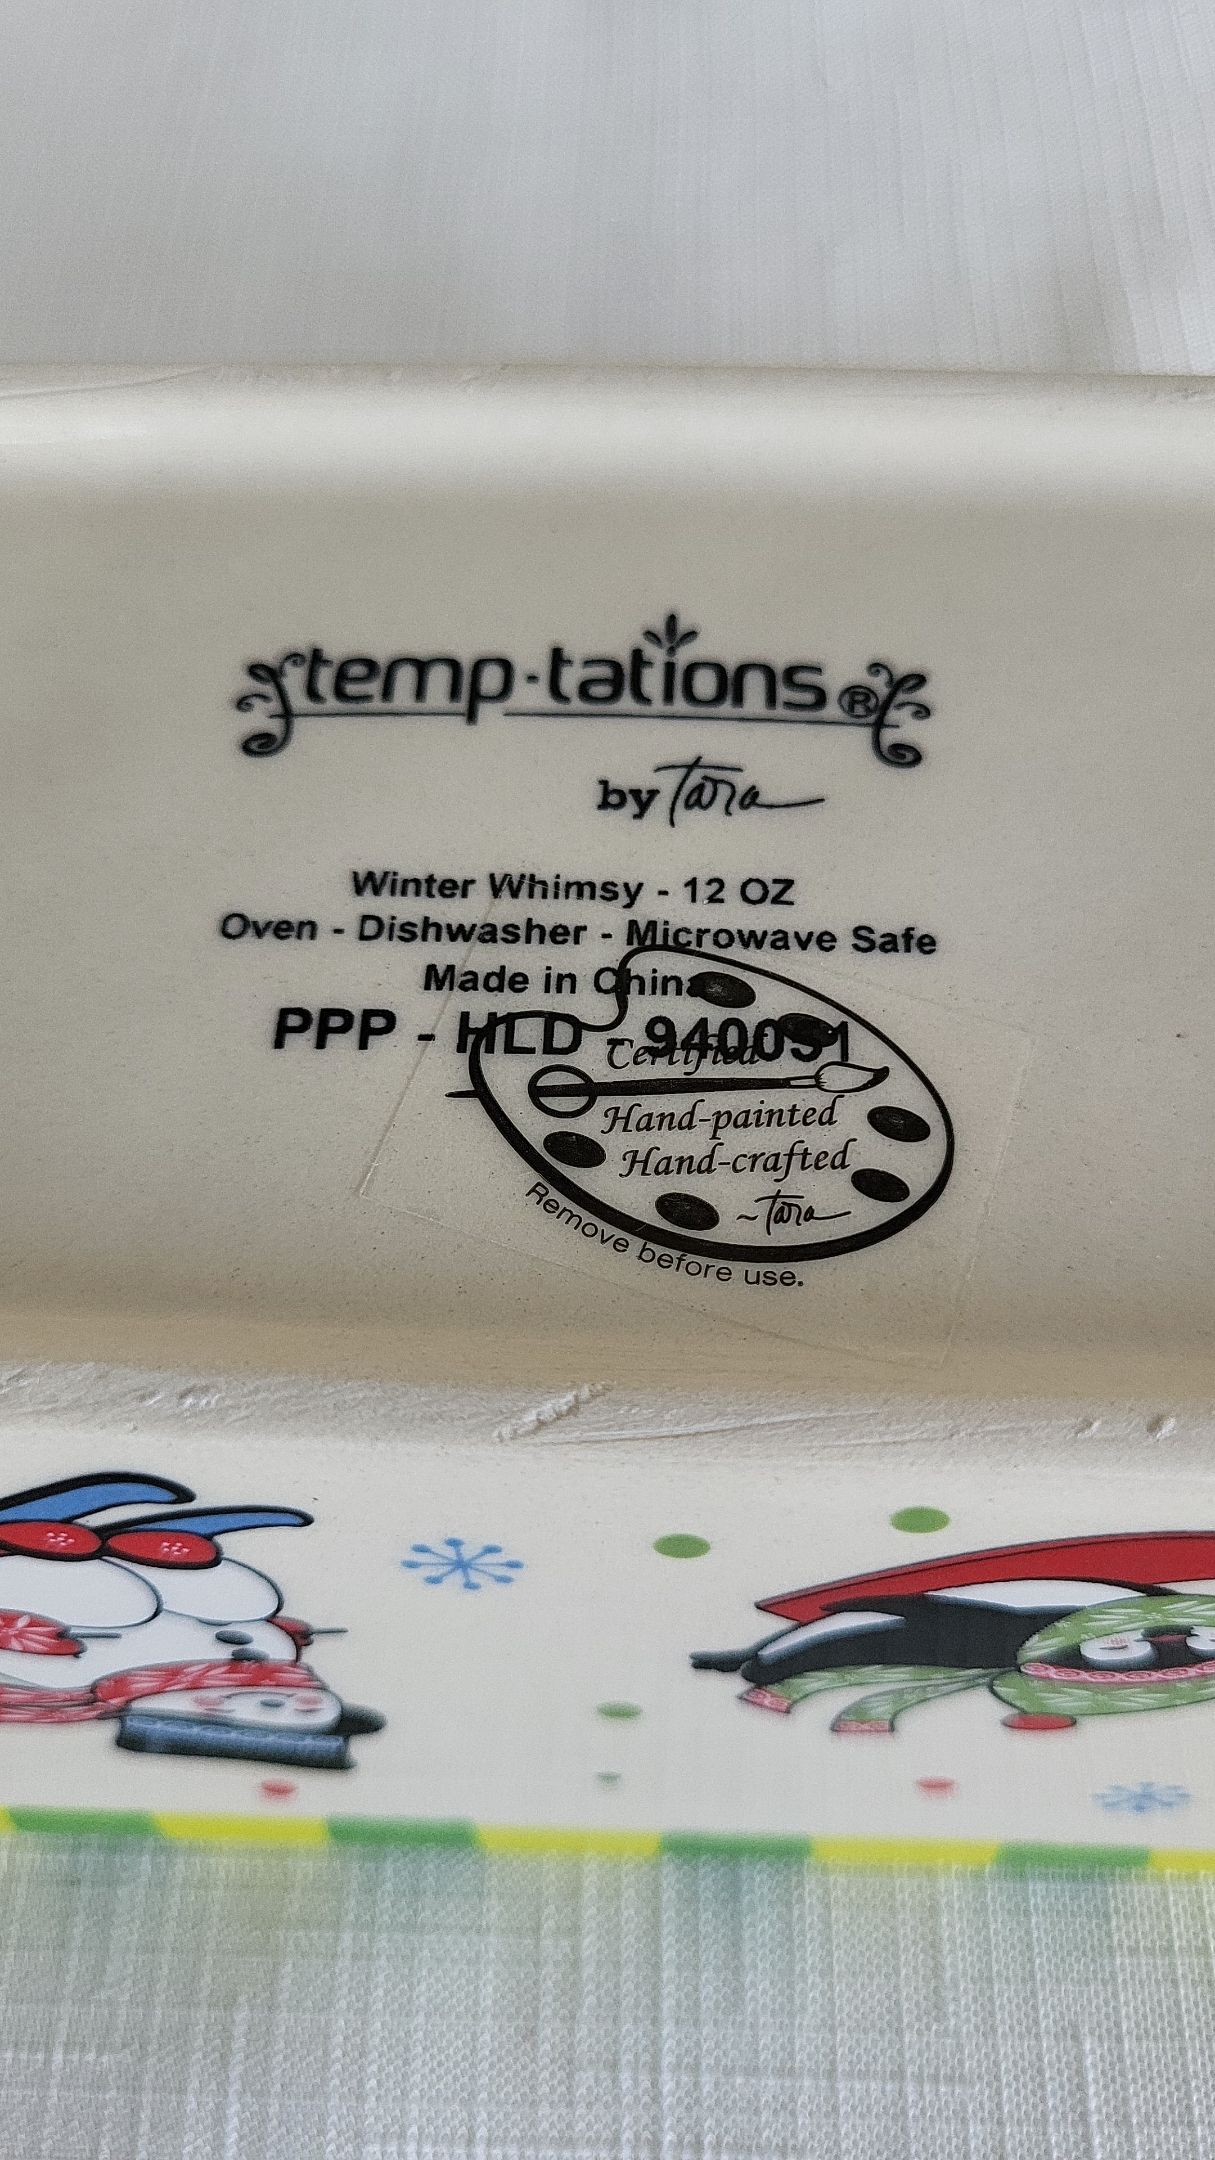 temp·tations®
by Tara
Winter Whimsy - 12 OZ
Oven - Dishwasher - Microwave Safe
Made in China
PPP - HLD - 940031
Certified
Hand-painted
Hand-crafted
~Tara
Remove before use.